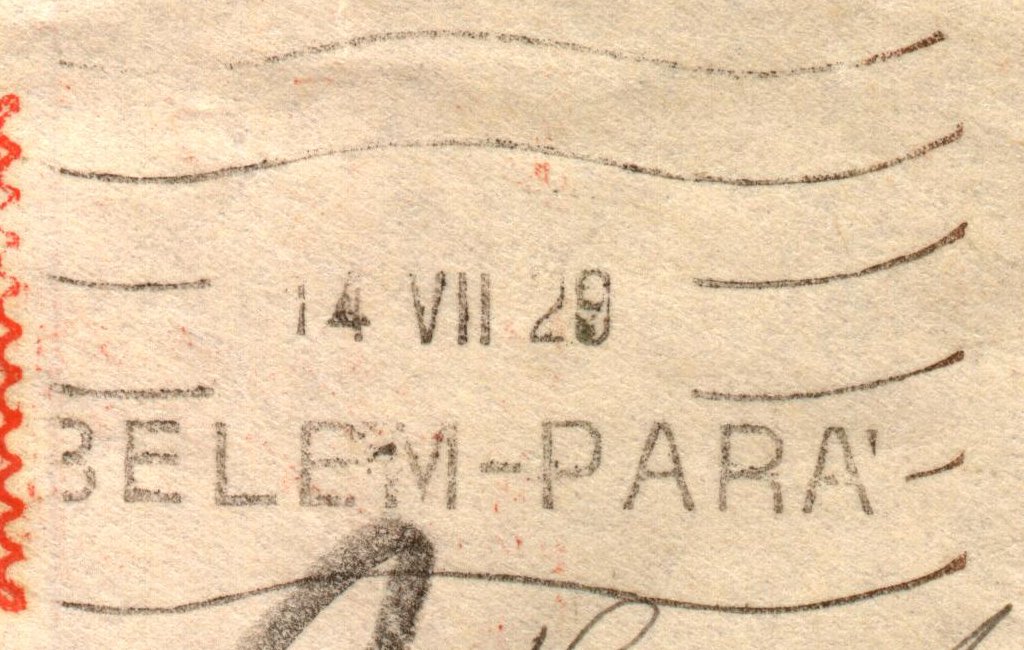 14 VII 29
BELEM-PARA'